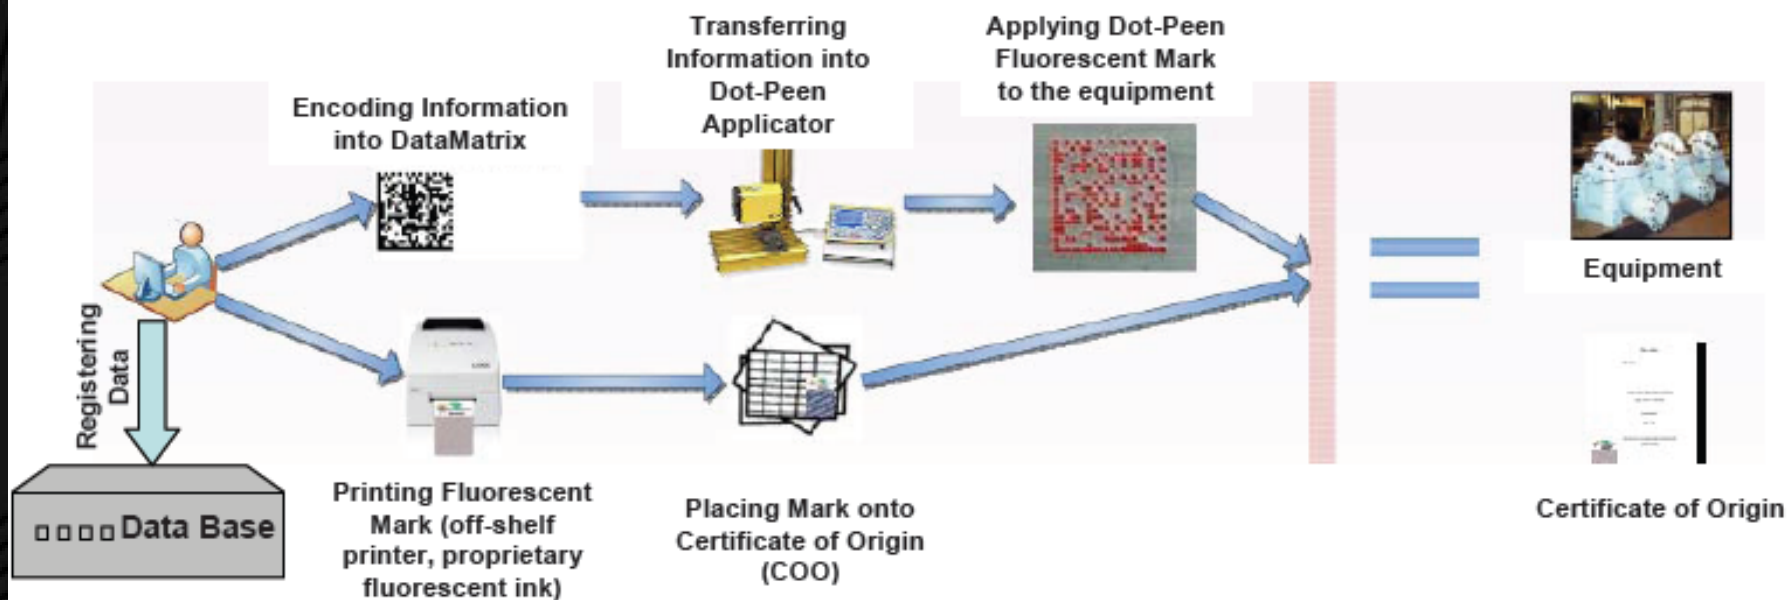 Transferring
Information into
Dot-Peen
Applicator
Applying Dot-Peen
Fluorescent Mark
to the equipment
Encoding Information
into DataMatrix
Equipment
Registering
Data
Data Base
Printing Fluorescent
Mark (off-shelf
printer, proprietary
fluorescent ink)
Placing Mark onto
Certificate of Origin
(COO)
Certificate of Origin